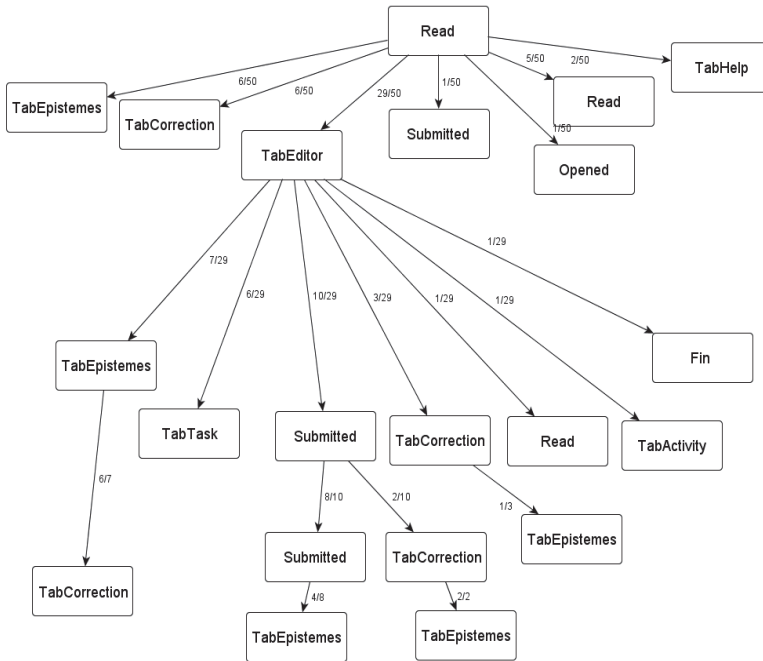 Read
6/50
6/50
29/50
1/50
5/50
2/50
1/50
TabHelp
TabEpistemes
TabCorrection
Read
Submitted
TabEditor
Opened
7/29
6/29
10/29
3/29
1/29
1/29
1/29
TabEpistemes
Fin
TabTask
Submitted
TabCorrection
Read
TabActivity
6/7
8/10
2/10
1/3
TabEpistemes
Submitted
TabCorrection
TabCorrection
4/8
2/2
TabEpistemes
TabEpistemes